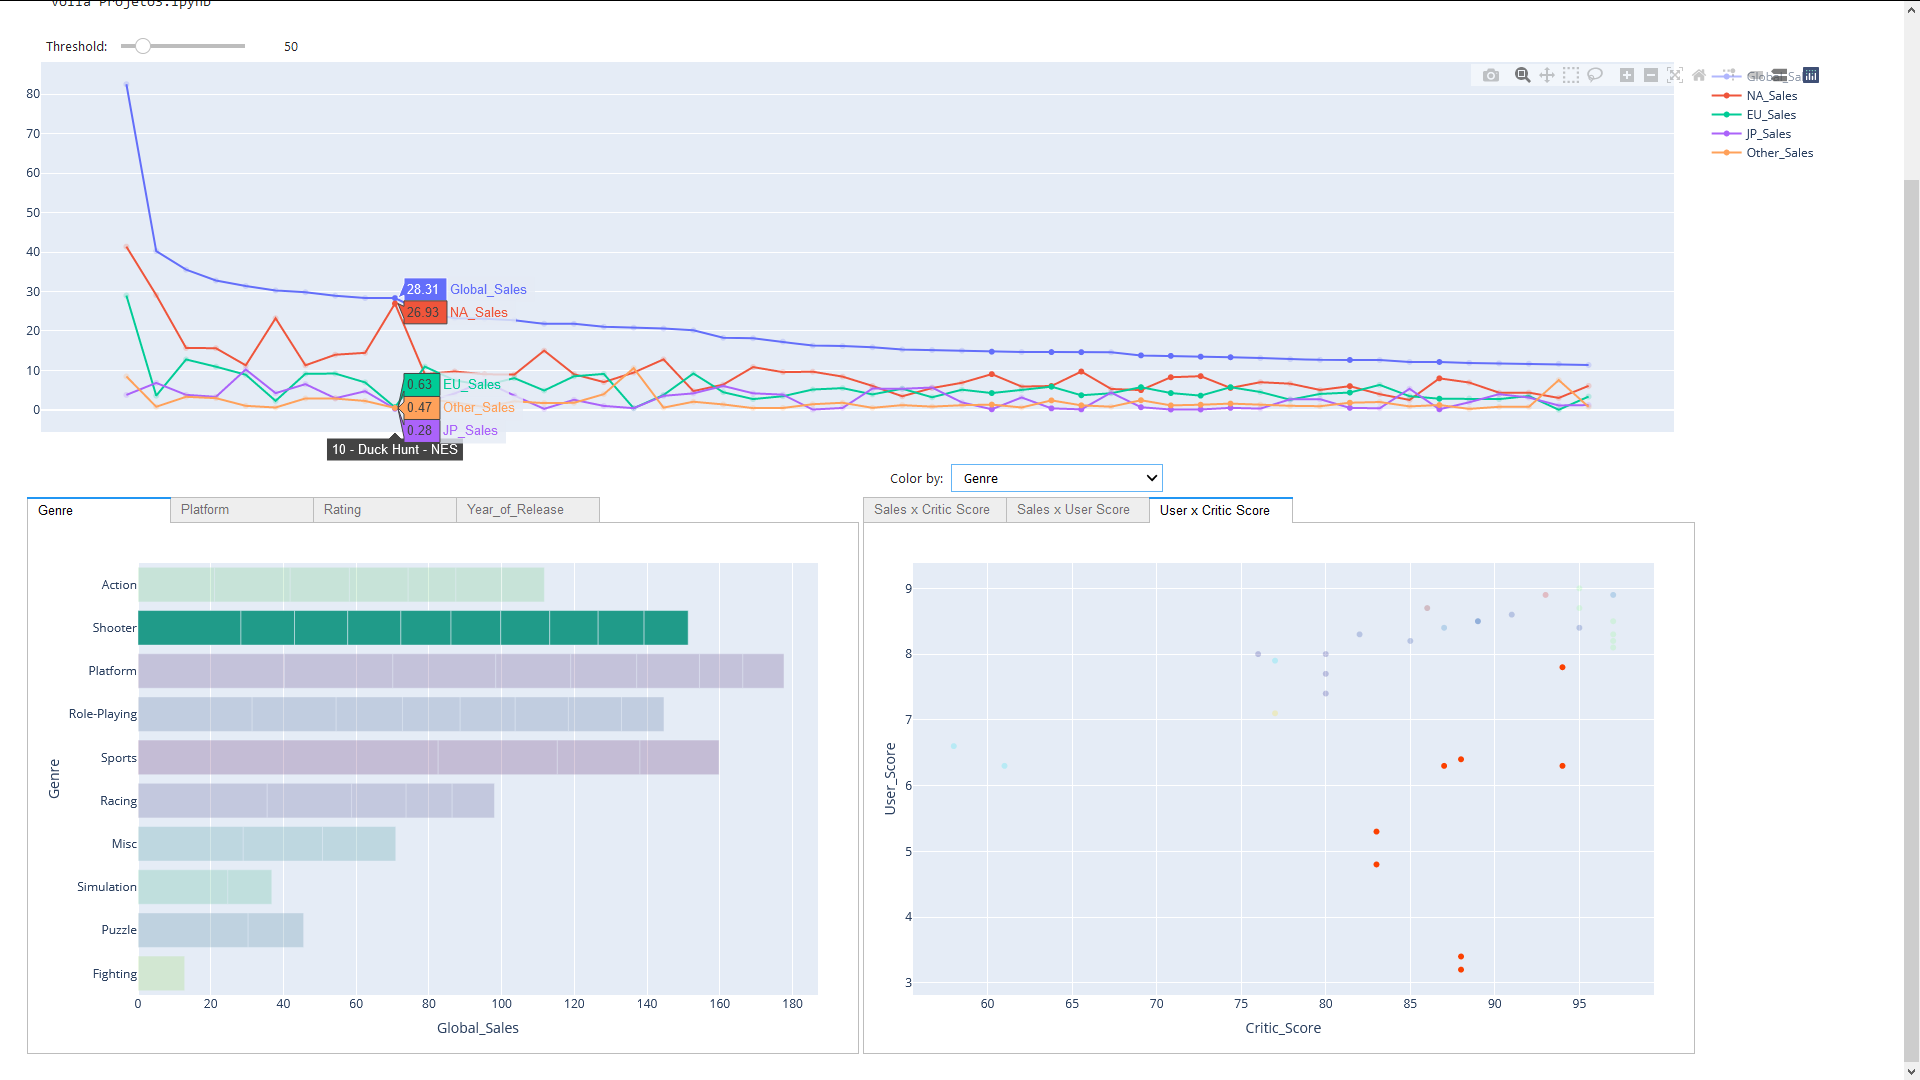 voila Projeto3.ipynb
Threshold: 50
80
70
60
50
40
30
20
10
0
NA_Sales
EU_Sales
JP_Sales
Other_Sales
28.31 Global_Sales
26.93 NA_Sales
0.63 EU_Sales
0.47 Other_Sales
0.28 JP_Sales
10 - Duck Hunt - NES
Color by: Genre
Genre Platform Rating Year_of_Release
Sales x Critic Score Sales x User Score User x Critic Score
Genre
Action
Shooter
Platform
Role-Playing
Sports
Racing
Misc
Simulation
Puzzle
Fighting
0 20 40 60 80 100 120 140 160 180
Global_Sales
User_Score
9
8
7
6
5
4
3
60 65 70 75 80 85 90 95
Critic_Score